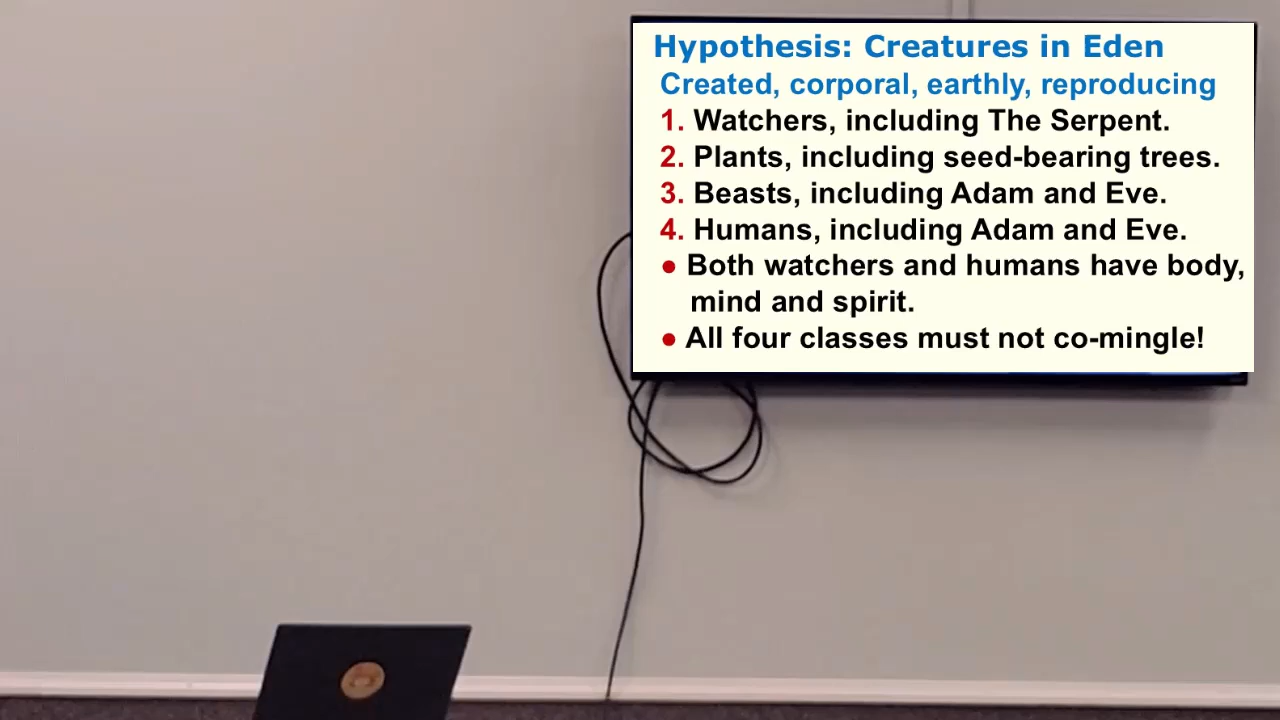 Hypothesis: Creatures in Eden
Created, corporal, earthly, reproducing
1. Watchers, including The Serpent.
2. Plants, including seed-bearing trees.
3. Beasts, including Adam and Eve.
4. Humans, including Adam and Eve.
● Both watchers and humans have body,
mind and spirit.
● All four classes must not co-mingle!